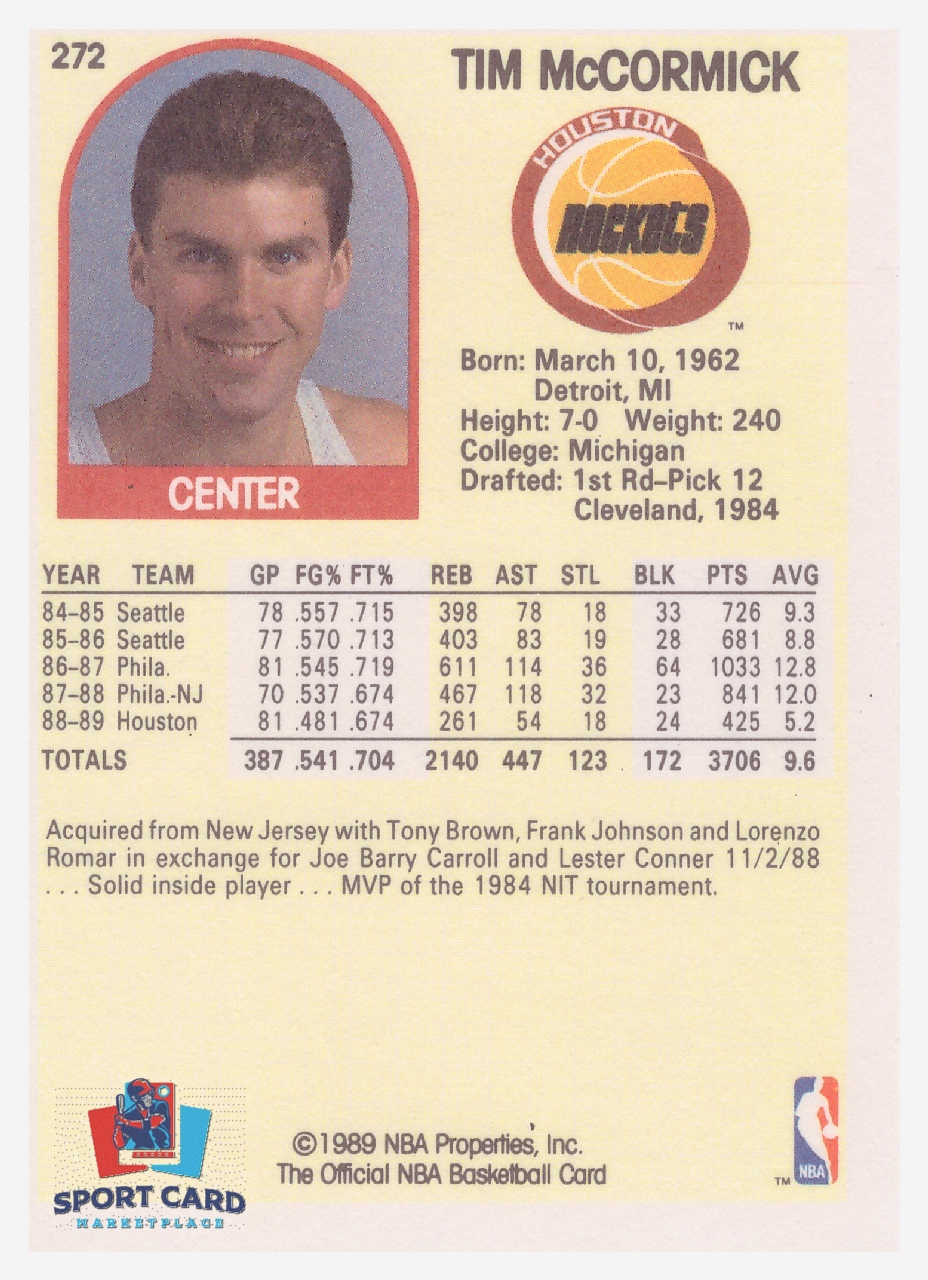 272
TIM McCORMICK
HOUSTON
ROCKETS
TM
Born: March 10, 1962
Detroit, MI
Height: 7-0 Weight: 240
College: Michigan
Drafted: 1st Rd–Pick 12
Cleveland, 1984
CENTER
YEAR TEAM GP FG% FT% REB AST STL BLK PTS AVG
84–85 Seattle 78 .557 .715 398 78 18 33 726 9.3
85–86 Seattle 77 .570 .713 403 83 19 28 681 8.8
86–87 Phila. 81 .545 .719 611 114 36 64 1033 12.8
87–88 Phila.-NJ 70 .537 .674 467 118 32 23 841 12.0
88–89 Houston 81 .481 .674 261 54 18 24 425 5.2
TOTALS 387 .541 .704 2140 447 123 172 3706 9.6
Acquired from New Jersey with Tony Brown, Frank Johnson and Lorenzo
Romar in exchange for Joe Barry Carroll and Lester Conner 11/2/88
. . . Solid inside player . . . MVP of the 1984 NIT tournament.
©1989 NBA Properties, Inc.
The Official NBA Basketball Card
TM NBA
SPORT CARD
MARKETPLACE